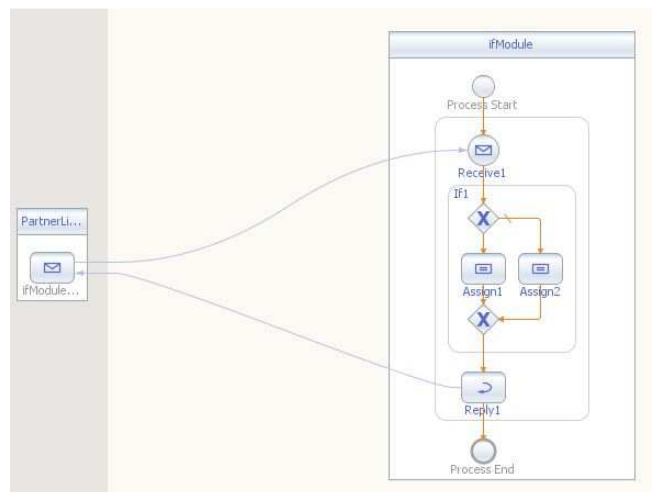 ifModule
Process Start
Receive1
If1
PartnerLi...
ifModule...
Assign1 Assign2
Reply1
Process End